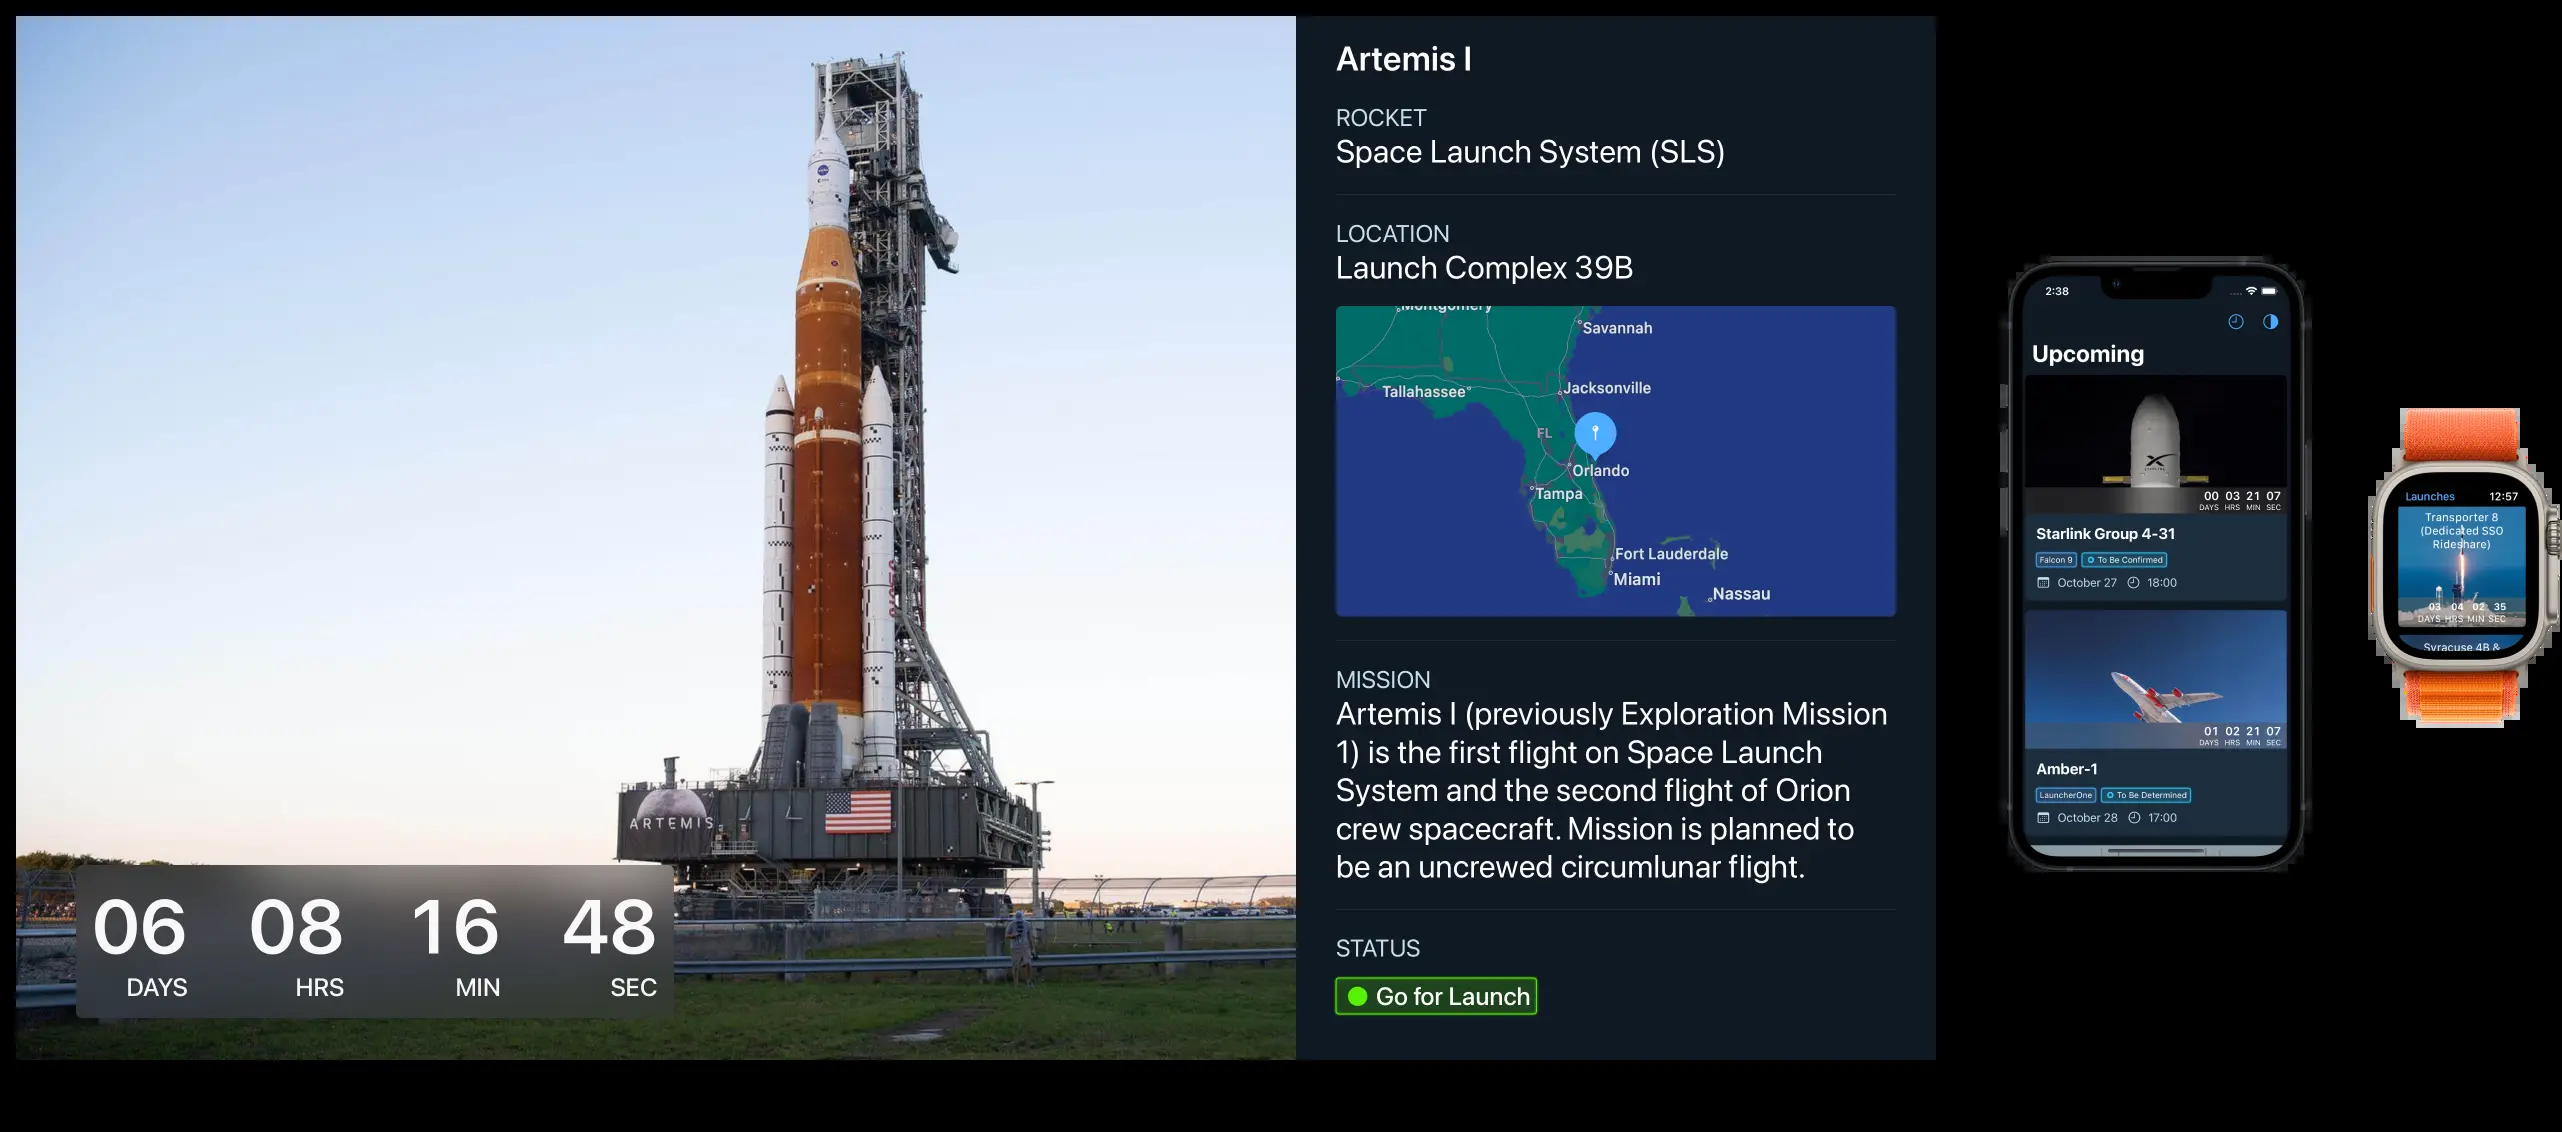 ARTEMIS
06 08 16 48
DAYS HRS MIN SEC
Artemis I
ROCKET
Space Launch System (SLS)
LOCATION
Launch Complex 39B
Montgomery
Savannah
Tallahassee
Jacksonville
FL
Orlando
Tampa
Fort Lauderdale
Miami
Nassau
MISSION
Artemis I (previously Exploration Mission
1) is the first flight on Space Launch
System and the second flight of Orion
crew spacecraft. Mission is planned to
be an uncrewed circumlunar flight.
STATUS
Go for Launch
2:38
Upcoming
00 03 21 07
DAYS HRS MIN SEC
Starlink Group 4-31
Falcon 9 To Be Confirmed
October 27 18:00
01 02 21 07
DAYS HRS MIN SEC
Amber-1
LauncherOne To Be Determined
October 28 17:00
Launches 12:57
Transporter 8
(Dedicated SSO
Rideshare)
03 04 02 35
DAYS HRS MIN SEC
Syracuse 4B &